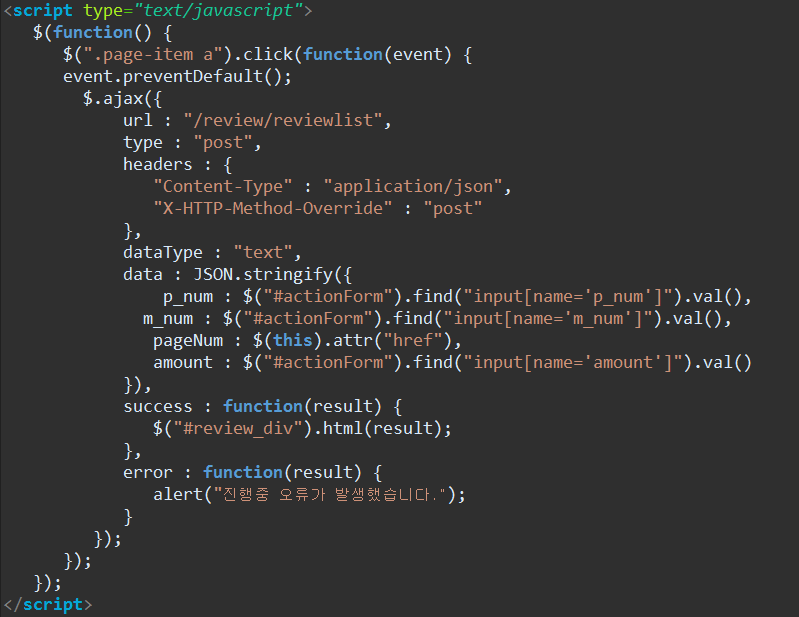 <script type="text/javascript">
$(function() {
$(".page-item a").click(function(event) {
event.preventDefault();
$.ajax({
url : "/review/reviewlist",
type : "post",
headers : {
"Content-Type" : "application/json",
"X-HTTP-Method-Override" : "post"
},
dataType : "text",
data : JSON.stringify({
p_num : $("#actionForm").find("input[name='p_num']").val(),
m_num : $("#actionForm").find("input[name='m_num']").val(),
pageNum : $(this).attr("href"),
amount : $("#actionForm").find("input[name='amount']").val()
}),
success : function(result) {
$("#review_div").html(result);
},
error : function(result) {
alert("진행중 오류가 발생했습니다.");
}
});
});
});
</script>